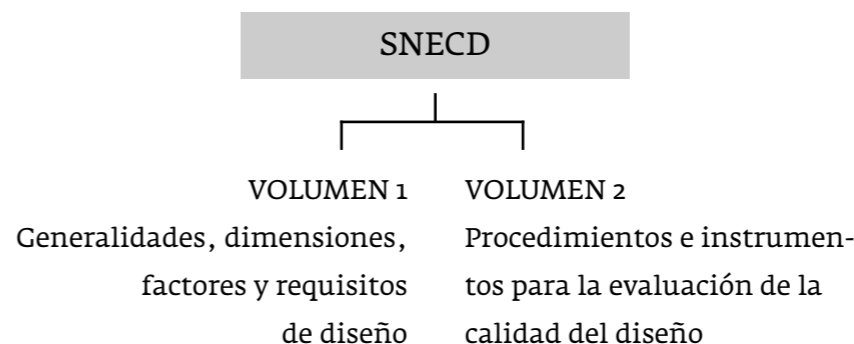 SNECD
VOLUMEN 1
Generalidades, dimensiones,
factores y requisitos
de diseño
VOLUMEN 2
Procedimientos e instrumen-
tos para la evaluación de la
calidad del diseño